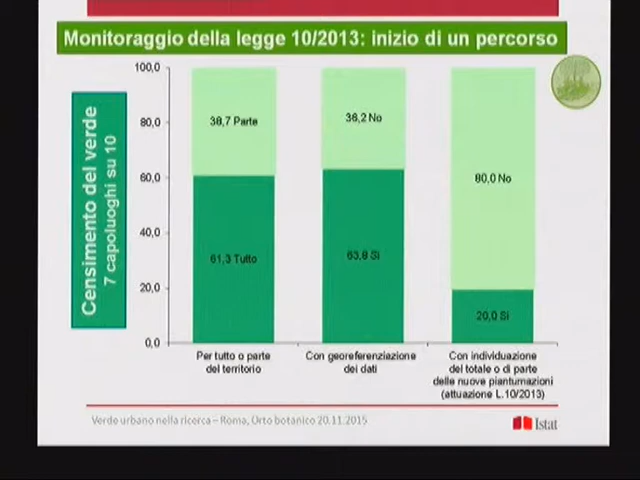 Monitoraggio della legge 10/2013: inizio di un percorso
Censimento del verde
7 capoluoghi su 10
100,0
80,0
60,0
40,0
20,0
0,0
38,7 Parte
36,2 No
80,0 No
61,3 Tutto
63,8 Si
20,0 Si
Per tutto o parte
del territorio
Con georeferenziazione
dei dati
Con individuazione
del totale o di parte
delle nuove piantumazioni
(attuazione L.10/2013)
Verde urbano nella ricerca – Roma, Orto botanico 20.11.2015
Istat